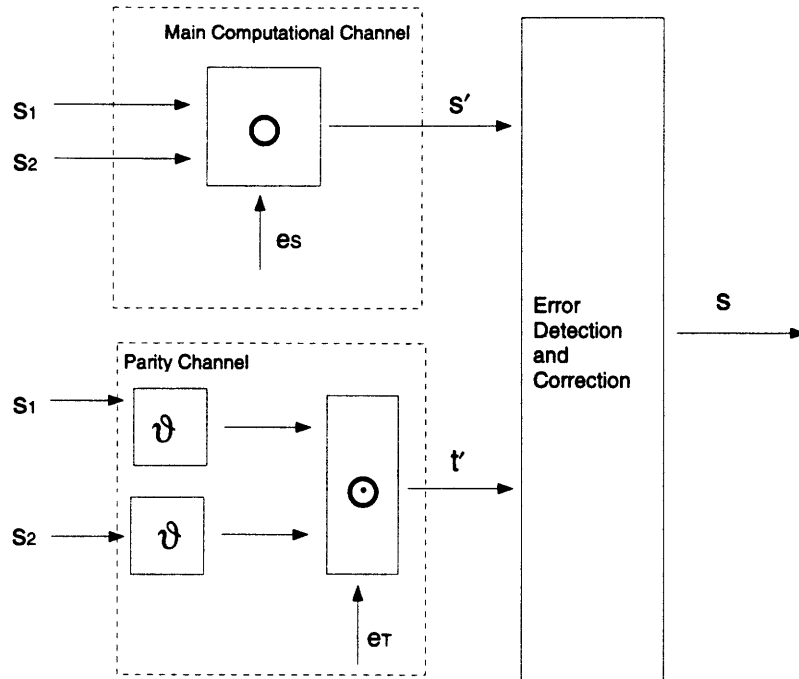 Main Computational Channel
S1
S2
O
s′
es
Error
Detection
and
Correction
s
Parity Channel
S1
ϑ
S2
ϑ
⊙
t′
eT